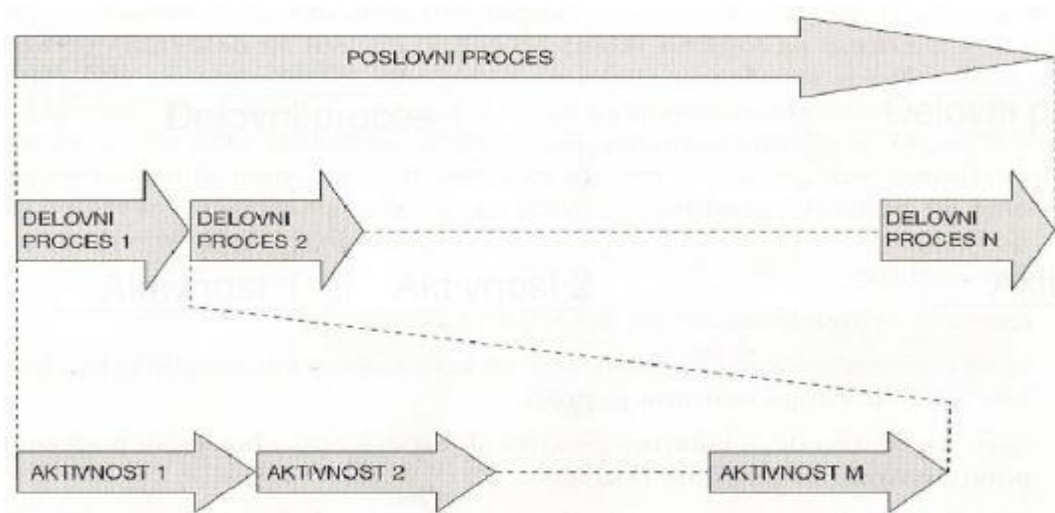 POSLOVNI PROCES
DELOVNI
PROCES 1
DELOVNI
PROCES 2
DELOVNI
PROCES N
AKTIVNOST 1
AKTIVNOST 2
AKTIVNOST M